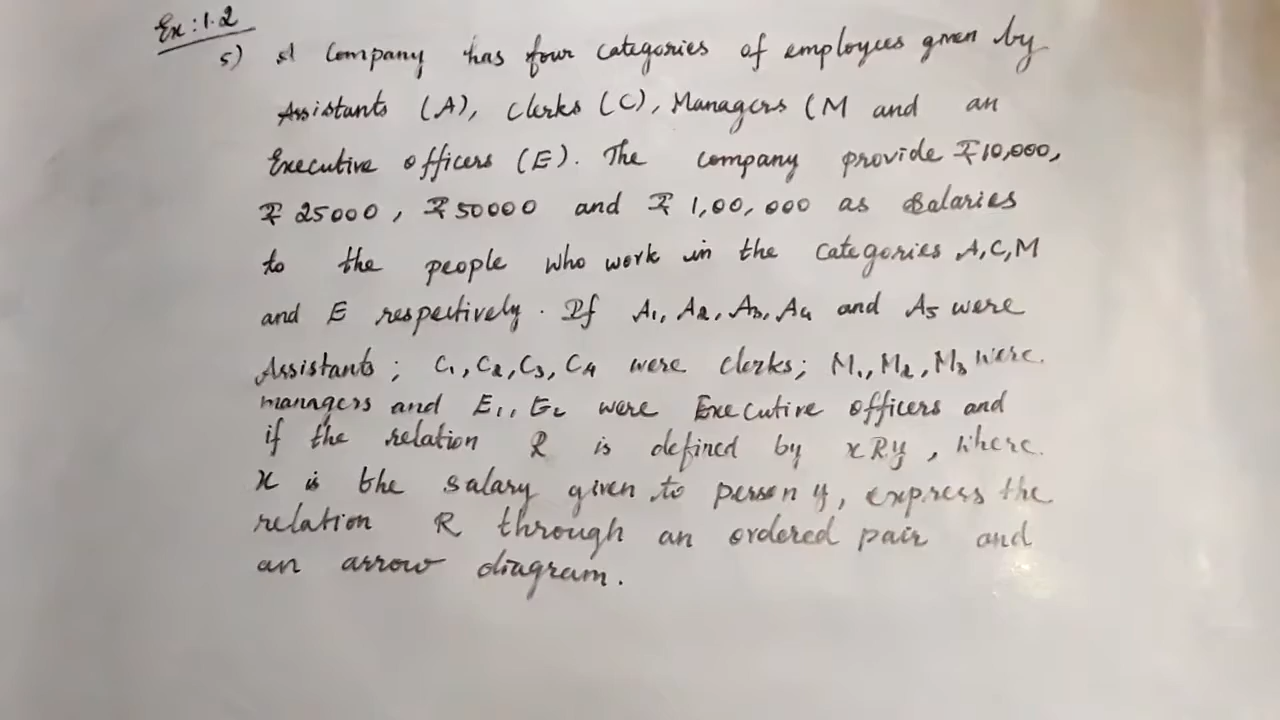 Ex: 1.2
5) A Company has four categories of employees given by
Assistants (A), Clerks (C), Managers (M and an
Executive officers (E). The company provide ₹10,000,
₹ 25000, ₹50000 and ₹ 1,00,000 as Salaries
to the people who work in the categories A, C, M
and E respectively. If A₁, A₂, A₃, A₄ and A₅ were
Assistants; C₁, C₂, C₃, C₄ were clerks; M₁, M₂, M₃ were.
managers and E₁, E₂ were Executive officers and
if the relation R is defined by xRy, where.
x is the salary given to person y, express the
relation R through an ordered pair and
an arrow diagram.